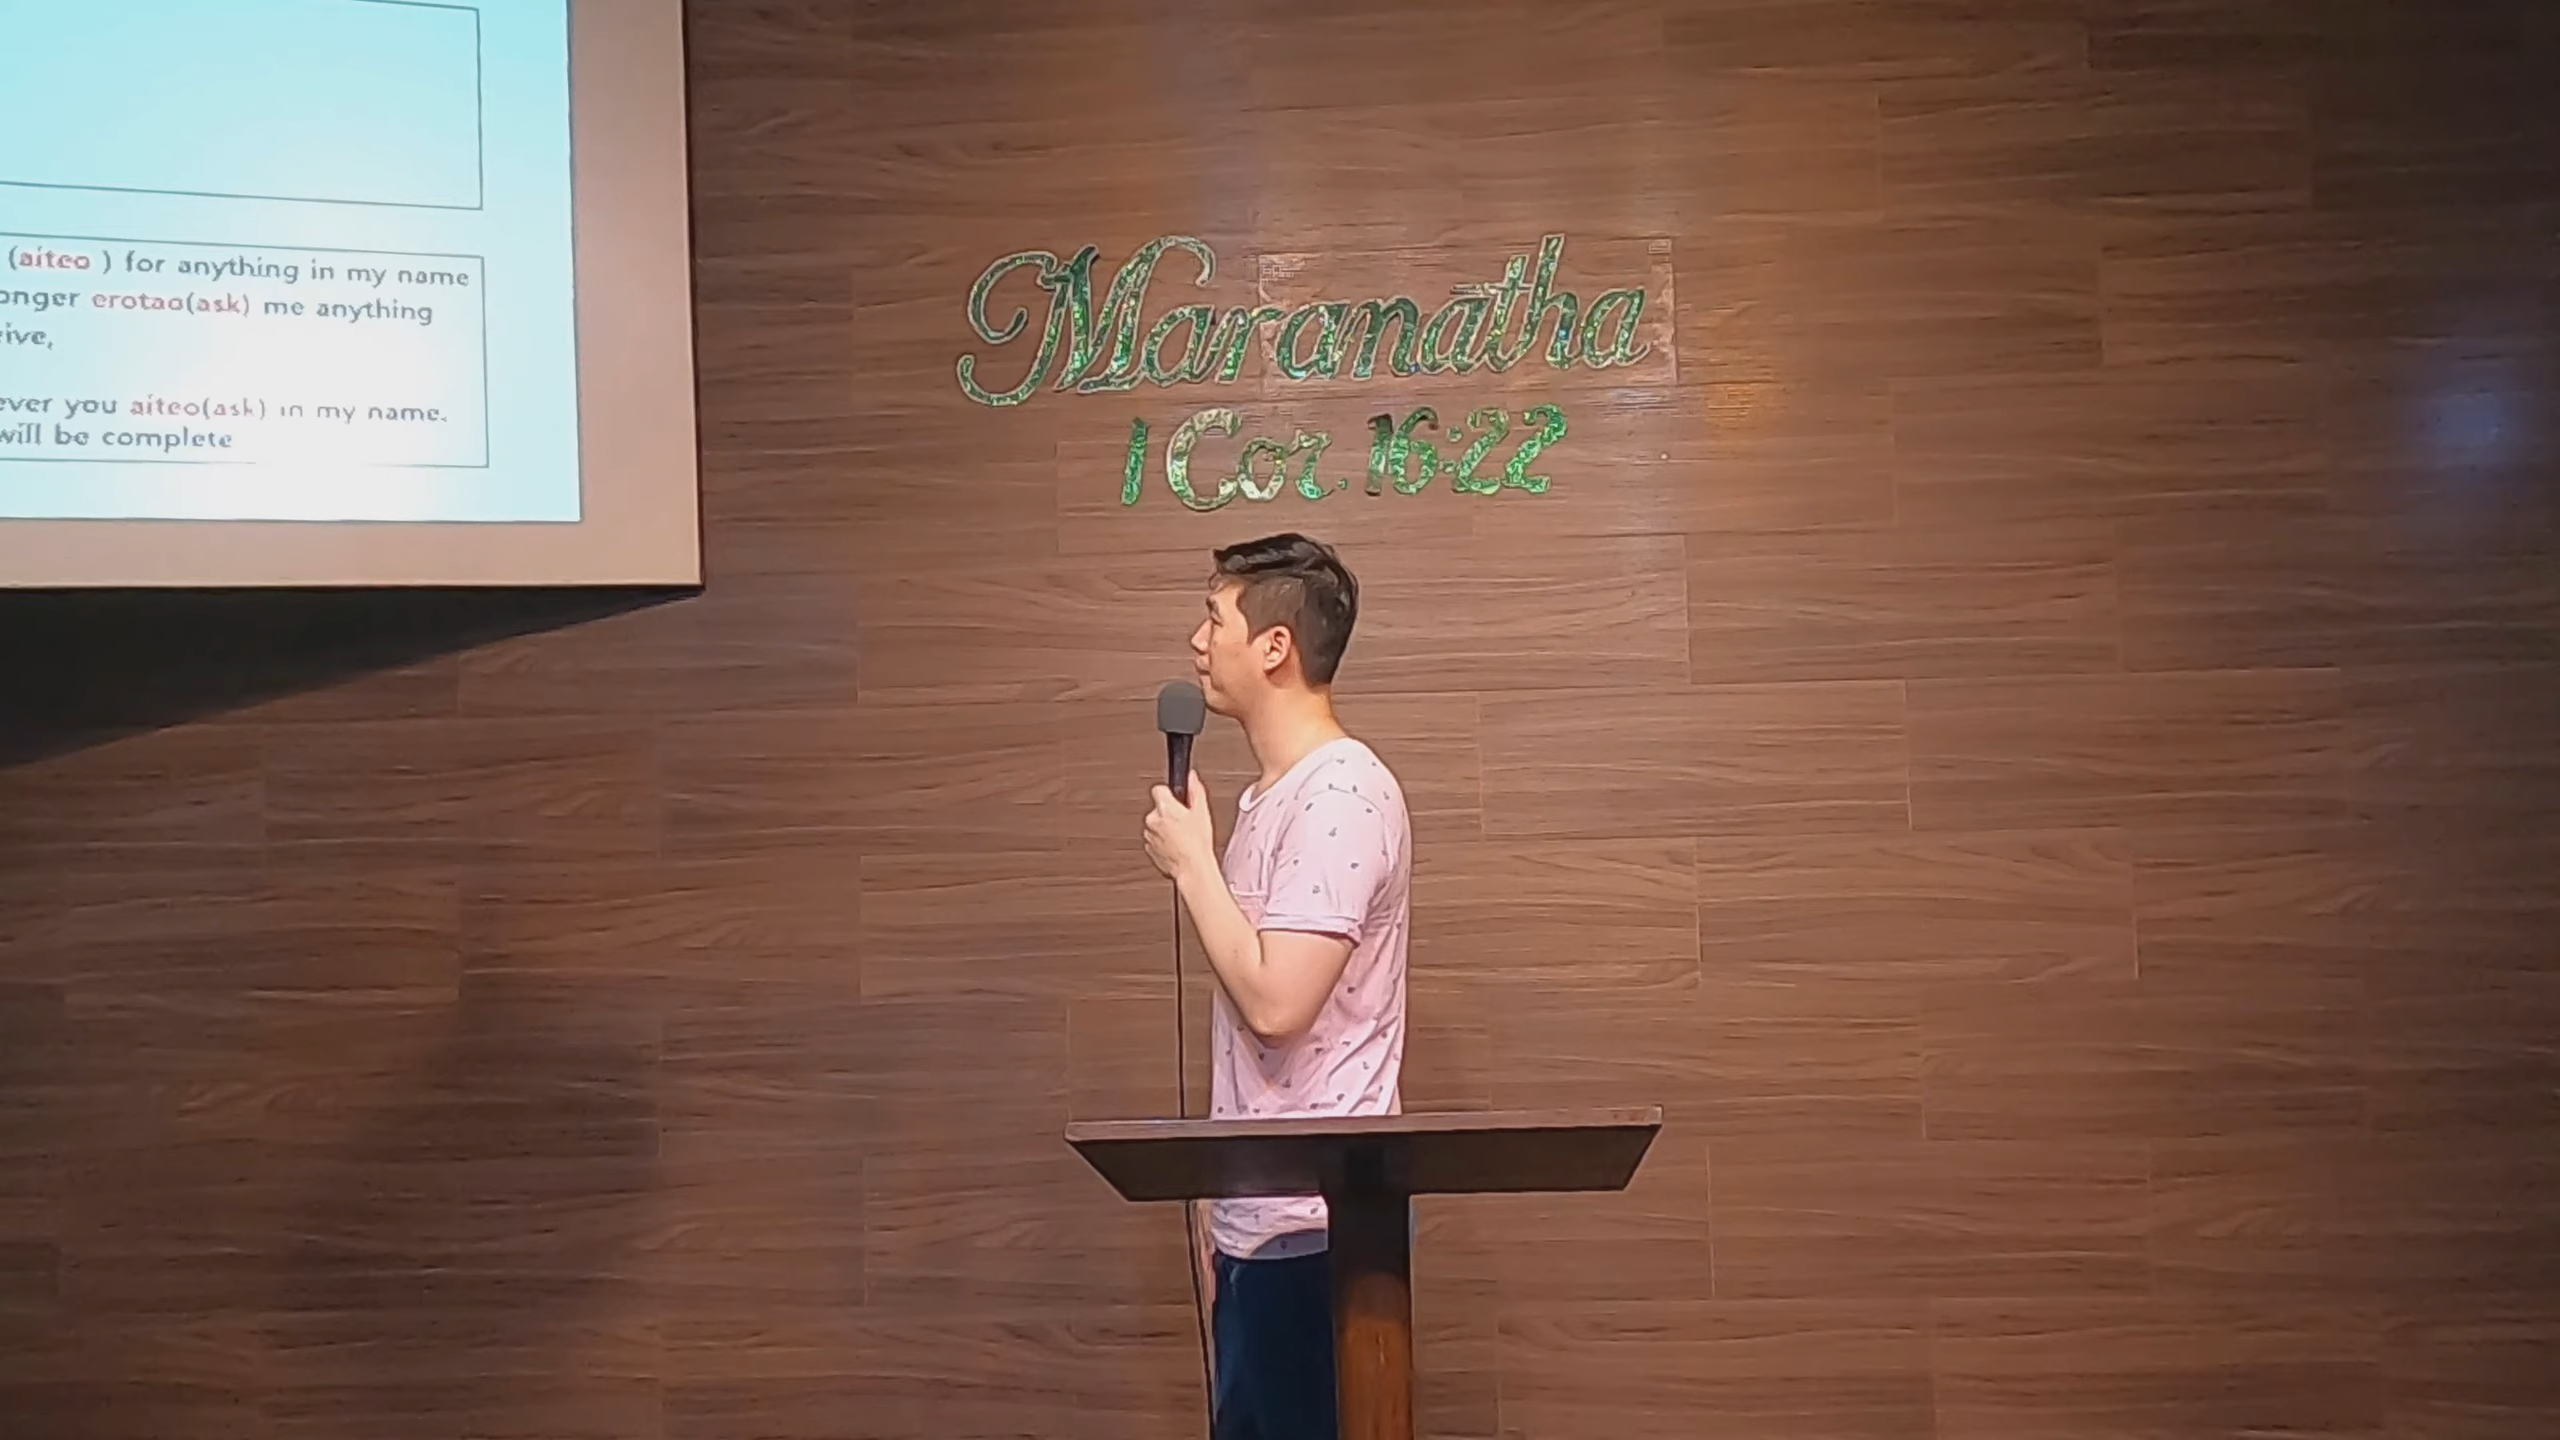 (aiteo ) for anything in my name
onger erotao(ask) me anything
eive,
ever you aiteo(ask) in my name.
will be complete
Maranatha
1 Cor. 16:22